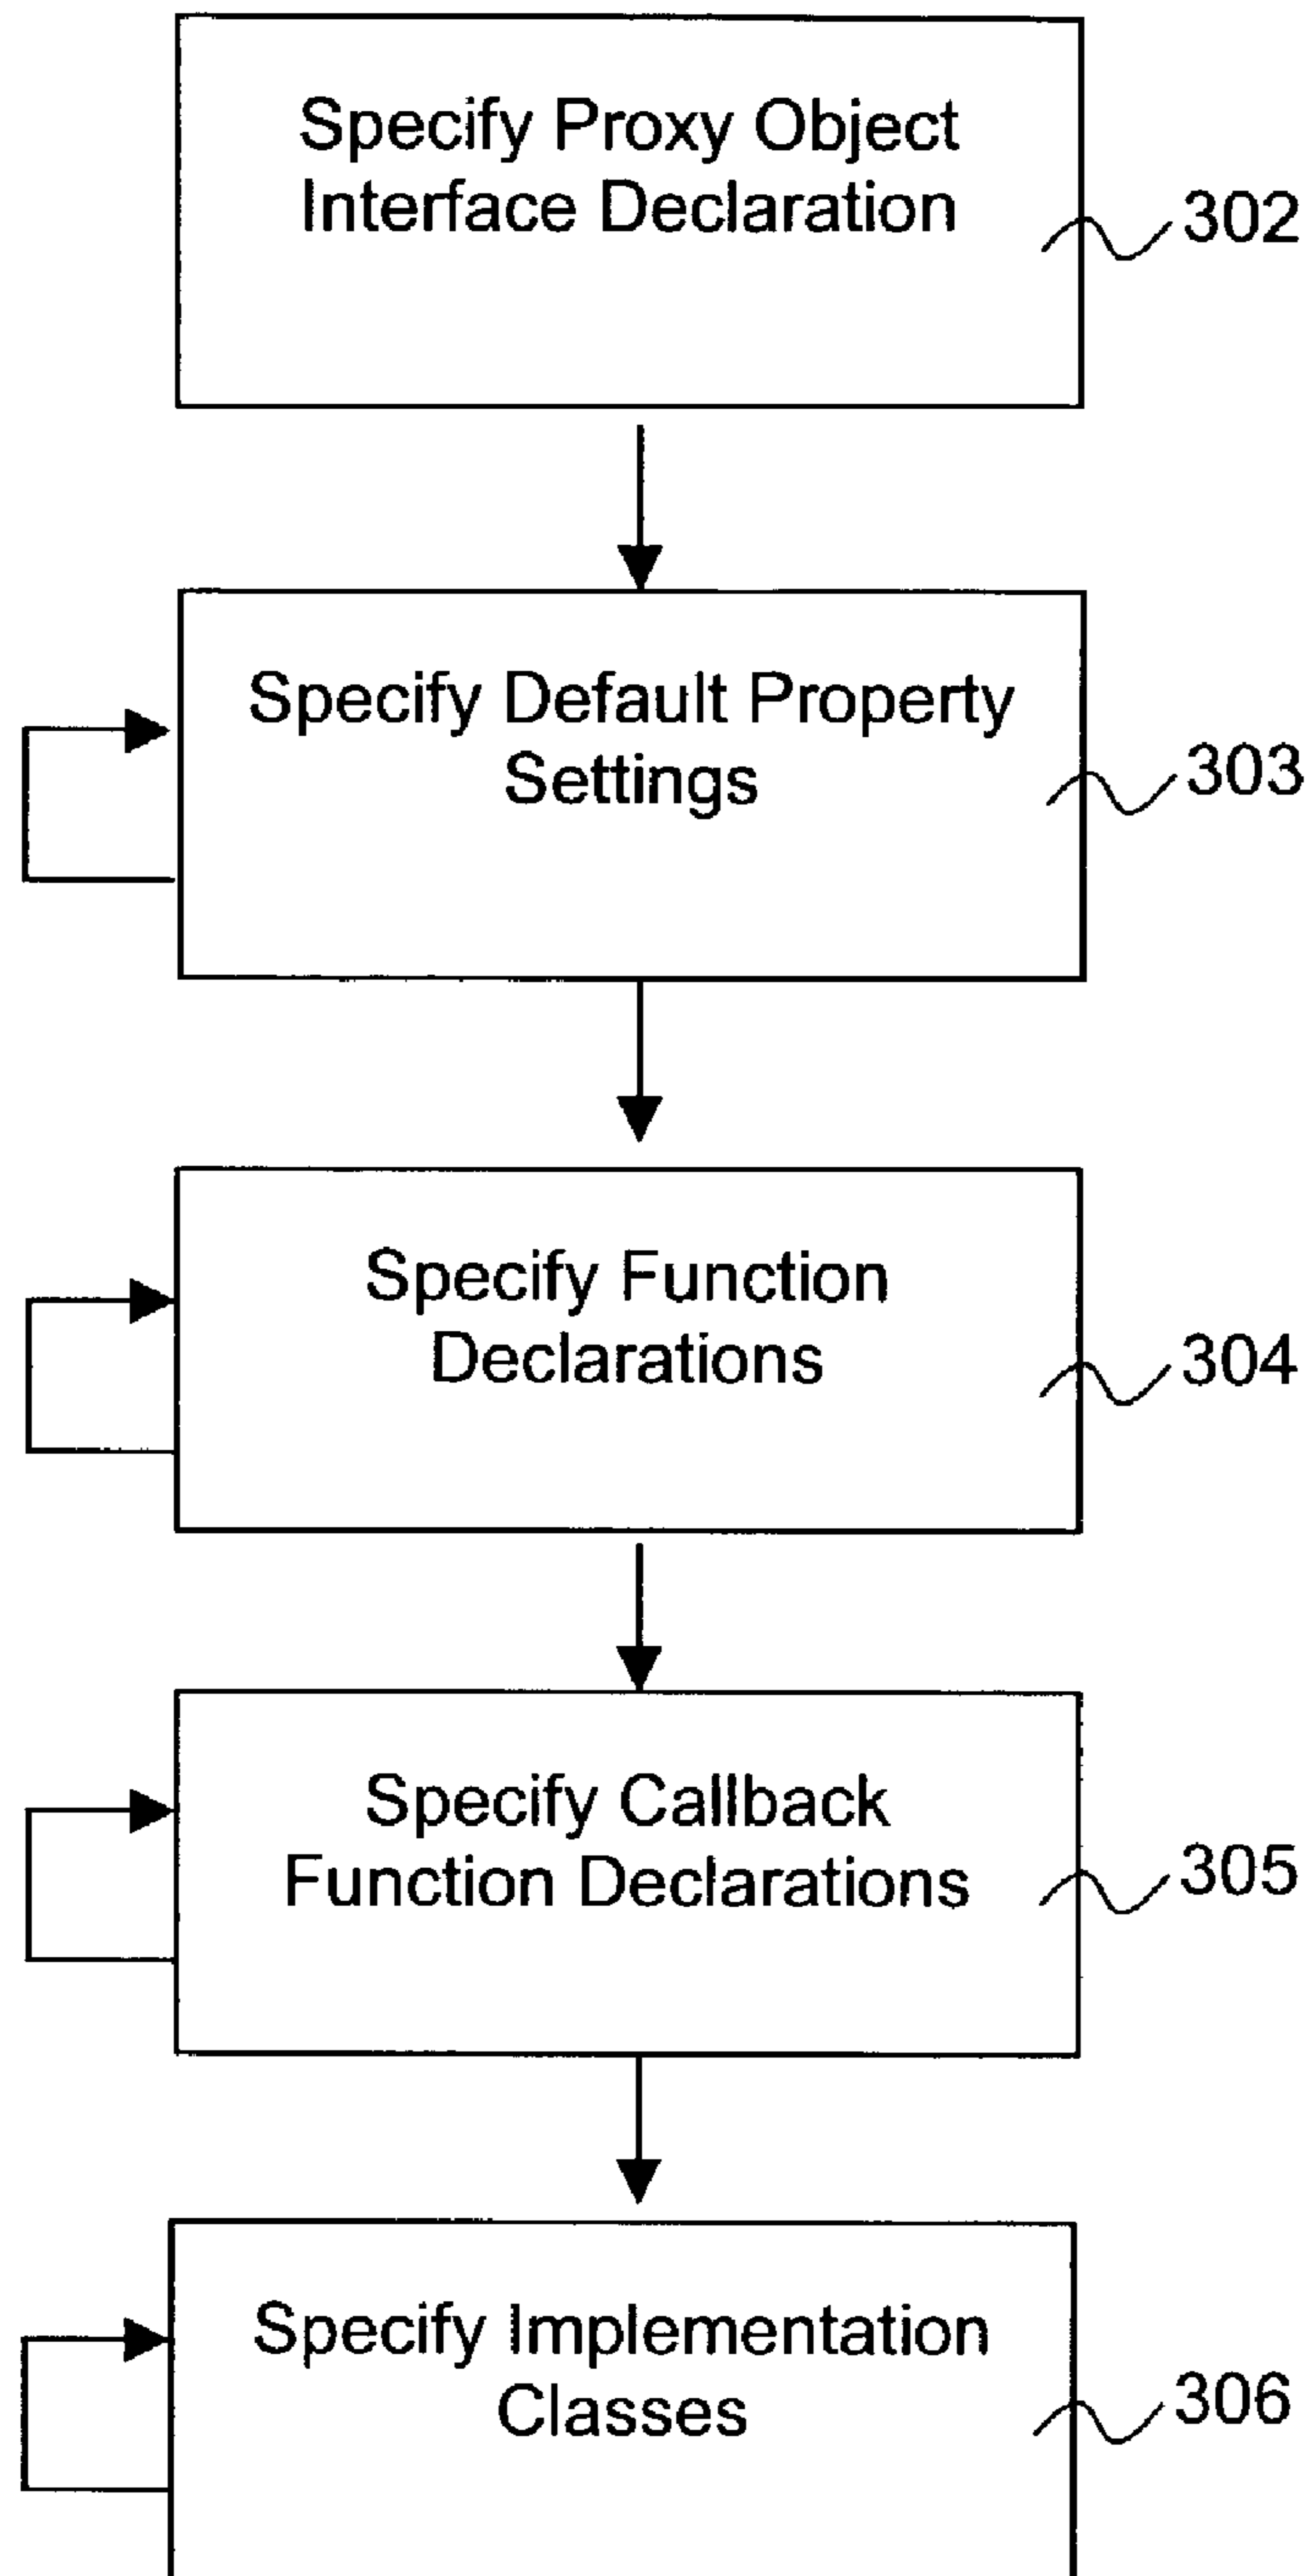 Specify Proxy Object
Interface Declaration
302
Specify Default Property
Settings
303
Specify Function
Declarations
304
Specify Callback
Function Declarations
305
Specify Implementation
Classes
306